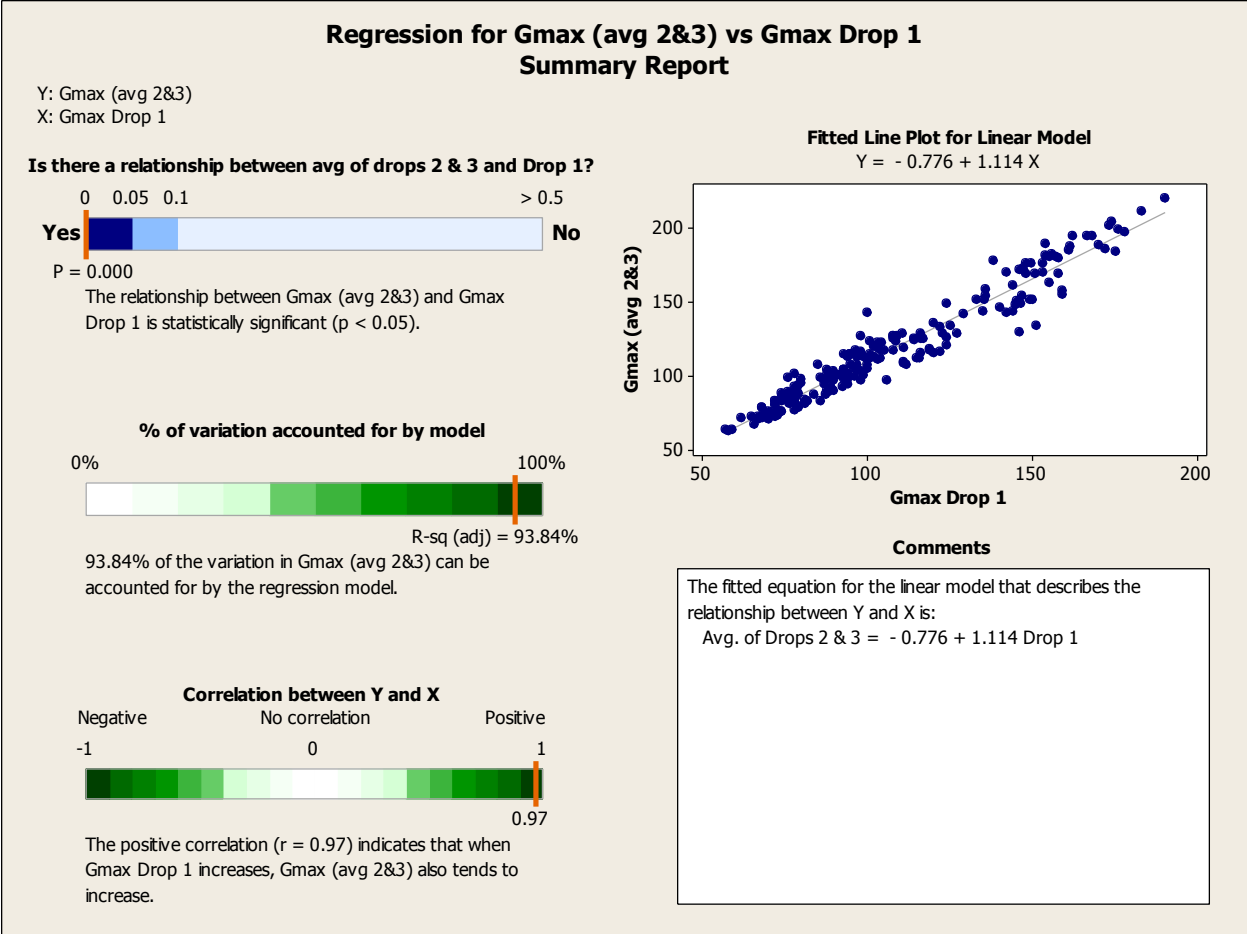 Regression for Gmax (avg 2&3) vs Gmax Drop 1
Summary Report
Y: Gmax (avg 2&3)
X: Gmax Drop 1
Is there a relationship between avg of drops 2 & 3 and Drop 1?
0 0.05 0.1 > 0.5
Yes No
P = 0.000
The relationship between Gmax (avg 2&3) and Gmax
Drop 1 is statistically significant (p < 0.05).
% of variation accounted for by model
0% 100%
R-sq (adj) = 93.84%
93.84% of the variation in Gmax (avg 2&3) can be
accounted for by the regression model.
Correlation between Y and X
Negative No correlation Positive
-1 0 1
0.97
The positive correlation (r = 0.97) indicates that when
Gmax Drop 1 increases, Gmax (avg 2&3) also tends to
increase.
Fitted Line Plot for Linear Model
Y = - 0.776 + 1.114 X
Gmax (avg 2&3)
200
150
100
50
50 100 150 200
Gmax Drop 1
Comments
The fitted equation for the linear model that describes the
relationship between Y and X is:
Avg. of Drops 2 & 3 = - 0.776 + 1.114 Drop 1